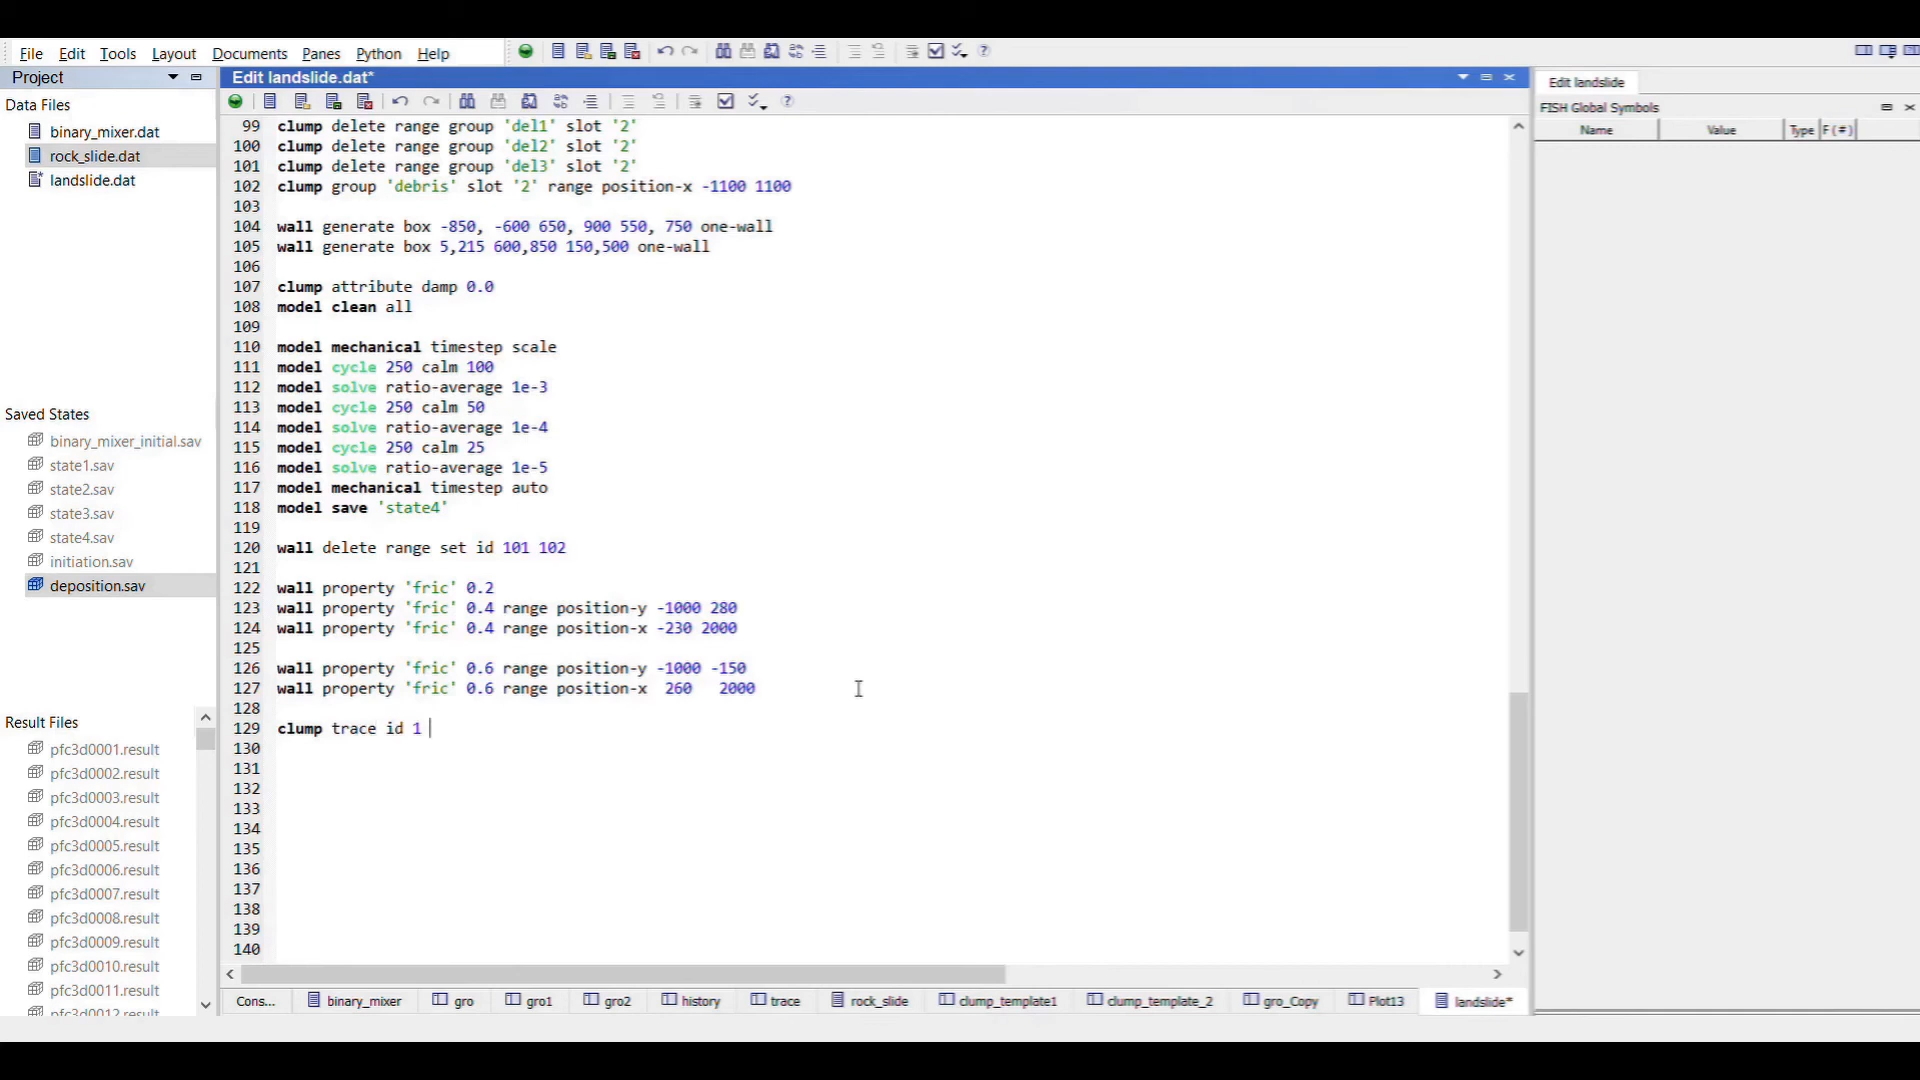 File Edit Tools Layout Documents Panes Python Help
Project
Edit landslide.dat*
Edit landslide
FISH Global Symbols
Name Value Type F(#)
Data Files
binary_mixer.dat
rock_slide.dat
landslide.dat
Saved States
binary_mixer_initial.sav
state1.sav
state2.sav
state3.sav
state4.sav
initiation.sav
deposition.sav
Result Files
pfc3d0001.result
pfc3d0002.result
pfc3d0003.result
pfc3d0004.result
pfc3d0005.result
pfc3d0006.result
pfc3d0007.result
pfc3d0008.result
pfc3d0009.result
pfc3d0010.result
pfc3d0011.result
pfc3d0012.result
99 clump delete range group 'del1' slot '2'
100 clump delete range group 'del2' slot '2'
101 clump delete range group 'del3' slot '2'
102 clump group 'debris' slot '2' range position-x -1100 1100
103
104 wall generate box -850, -600 650, 900 550, 750 one-wall
105 wall generate box 5,215 600,850 150,500 one-wall
106
107 clump attribute damp 0.0
108 model clean all
109
110 model mechanical timestep scale
111 model cycle 250 calm 100
112 model solve ratio-average 1e-3
113 model cycle 250 calm 50
114 model solve ratio-average 1e-4
115 model cycle 250 calm 25
116 model solve ratio-average 1e-5
117 model mechanical timestep auto
118 model save 'state4'
119
120 wall delete range set id 101 102
121
122 wall property 'fric' 0.2
123 wall property 'fric' 0.4 range position-y -1000 280
124 wall property 'fric' 0.4 range position-x -230 2000
125
126 wall property 'fric' 0.6 range position-y -1000 -150
127 wall property 'fric' 0.6 range position-x 260 2000
128
129 clump trace id 1
130
131
132
133
134
135
136
137
138
139
140
Cons... binary_mixer gro gro1 gro2 history trace rock_slide clump_template1 clump_template_2 gro_Copy Plot13 landslide*